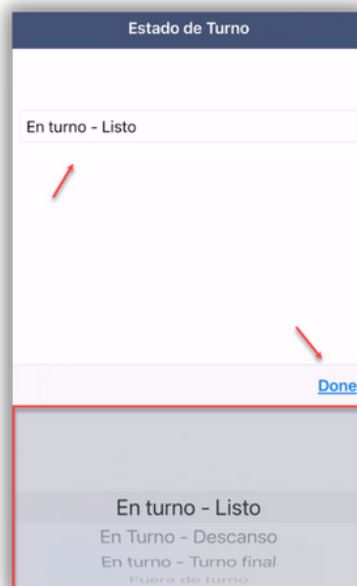 Estado de Turno
En turno - Listo
Done
En turno - Listo
En Turno - Descanso
En turno - Turno final
Fuera de turno